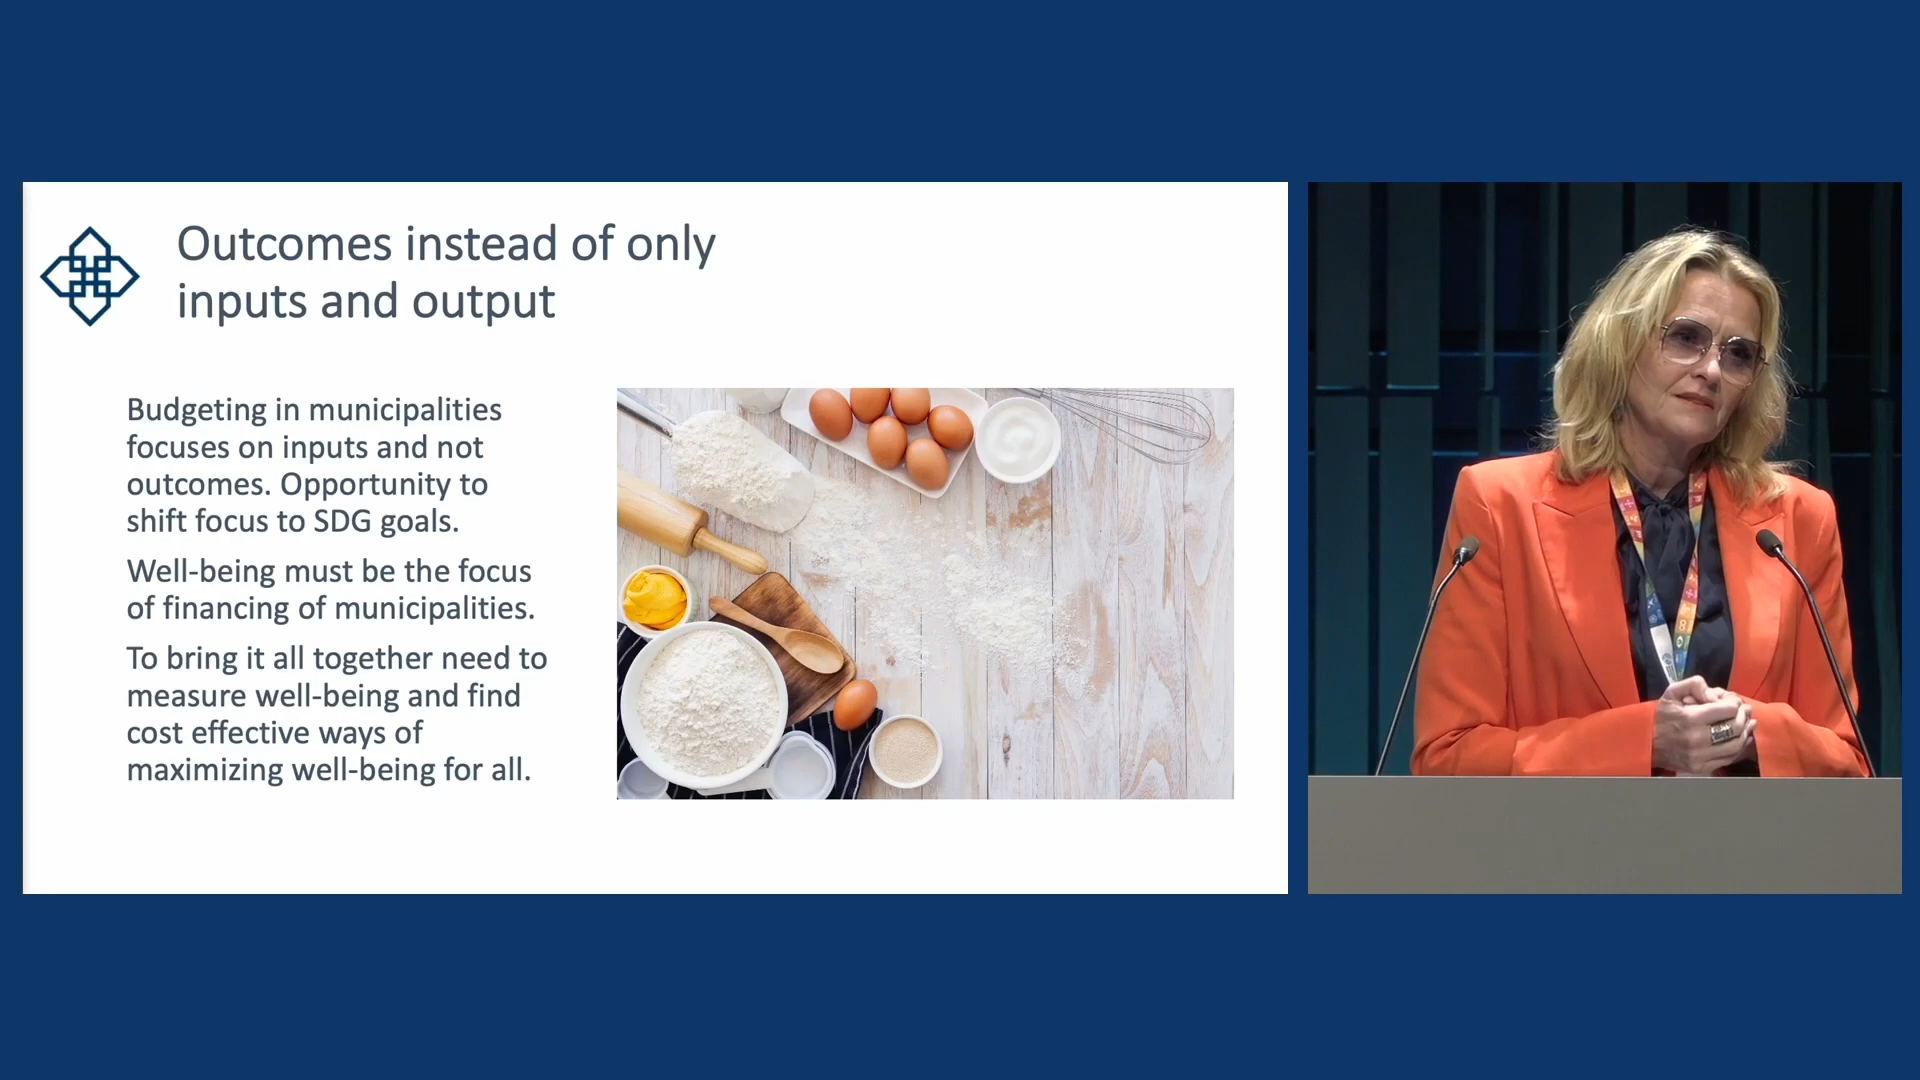 Outcomes instead of only
inputs and output
Budgeting in municipalities
focuses on inputs and not
outcomes. Opportunity to
shift focus to SDG goals.
Well-being must be the focus
of financing of municipalities.
To bring it all together need to
measure well-being and find
cost effective ways of
maximizing well-being for all.